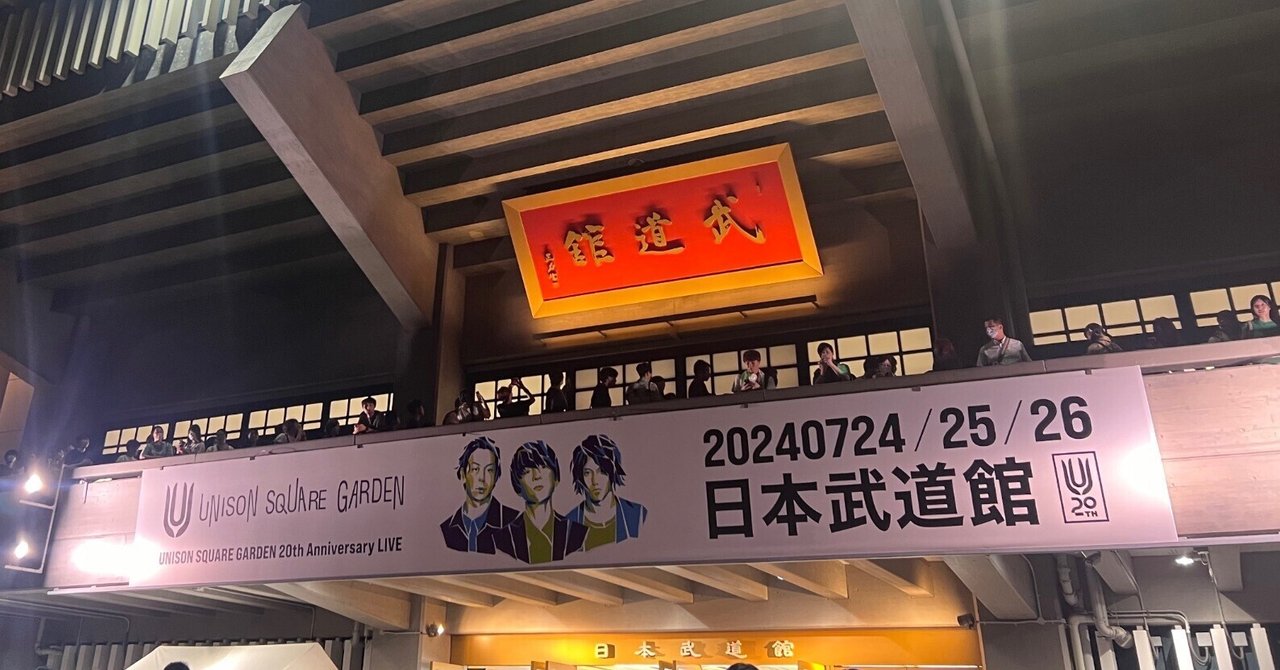 武道館
UNISON SQUARE GARDEN
UNISON SQUARE GARDEN 20th Anniversary LIVE
20240724/25/26
日本武道館
U
20TH
日本武道館